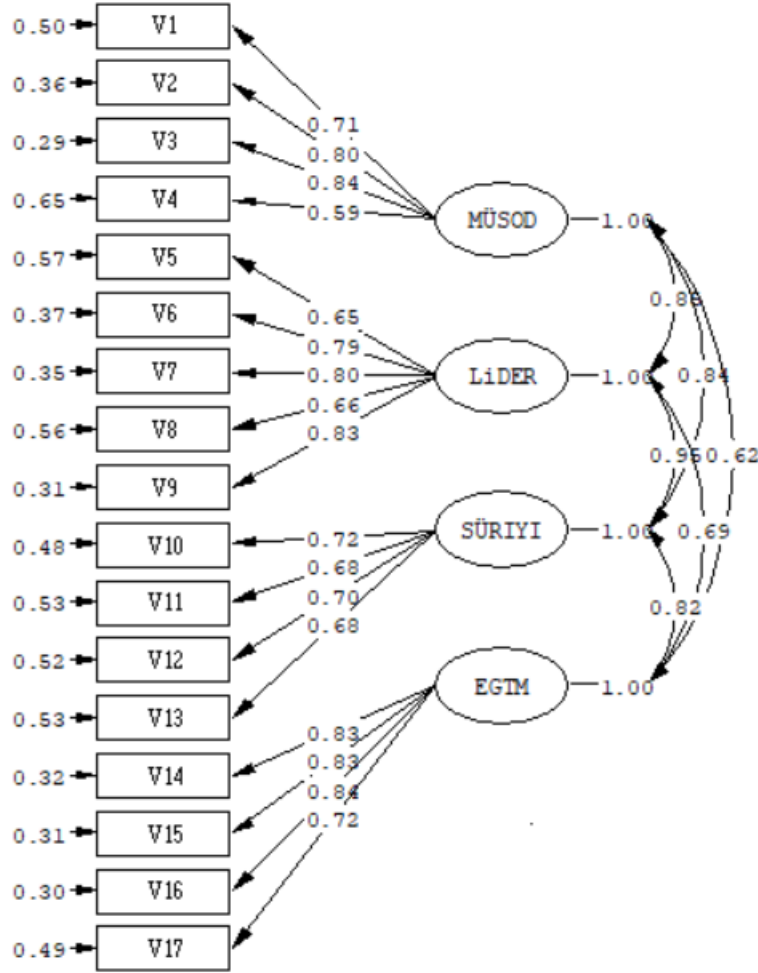 0.50 V1
0.36 V2
0.29 V3
0.65 V4
0.57 V5
0.37 V6
0.35 V7
0.56 V8
0.31 V9
0.48 V10
0.53 V11
0.52 V12
0.53 V13
0.32 V14
0.31 V15
0.30 V16
0.49 V17
0.71
0.80
0.84
0.59
0.65
0.79
0.80
0.66
0.83
0.72
0.68
0.70
0.68
0.83
0.83
0.84
0.72
MÜSOD 1.00
LiDER 1.00
SÜRIYI 1.00
EGTM 1.00
0.84
0.62
0.69
0.82